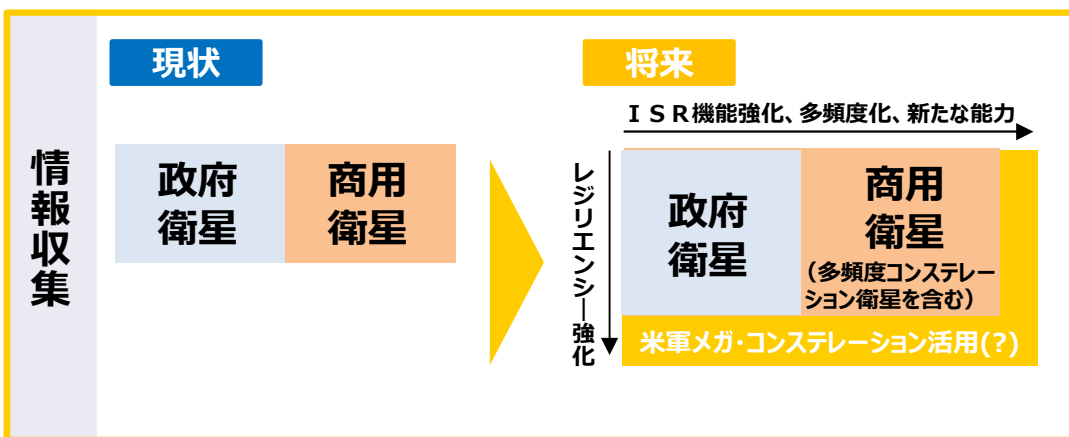 情報収集
現状
政府
衛星
商用
衛星
将来
ＩＳＲ機能強化、多頻度化、新たな能力
レジリエンシー強化
政府
衛星
商用
衛星
（多頻度コンステレー
ション衛星を含む）
米軍メガ・コンステレーション活用(?)